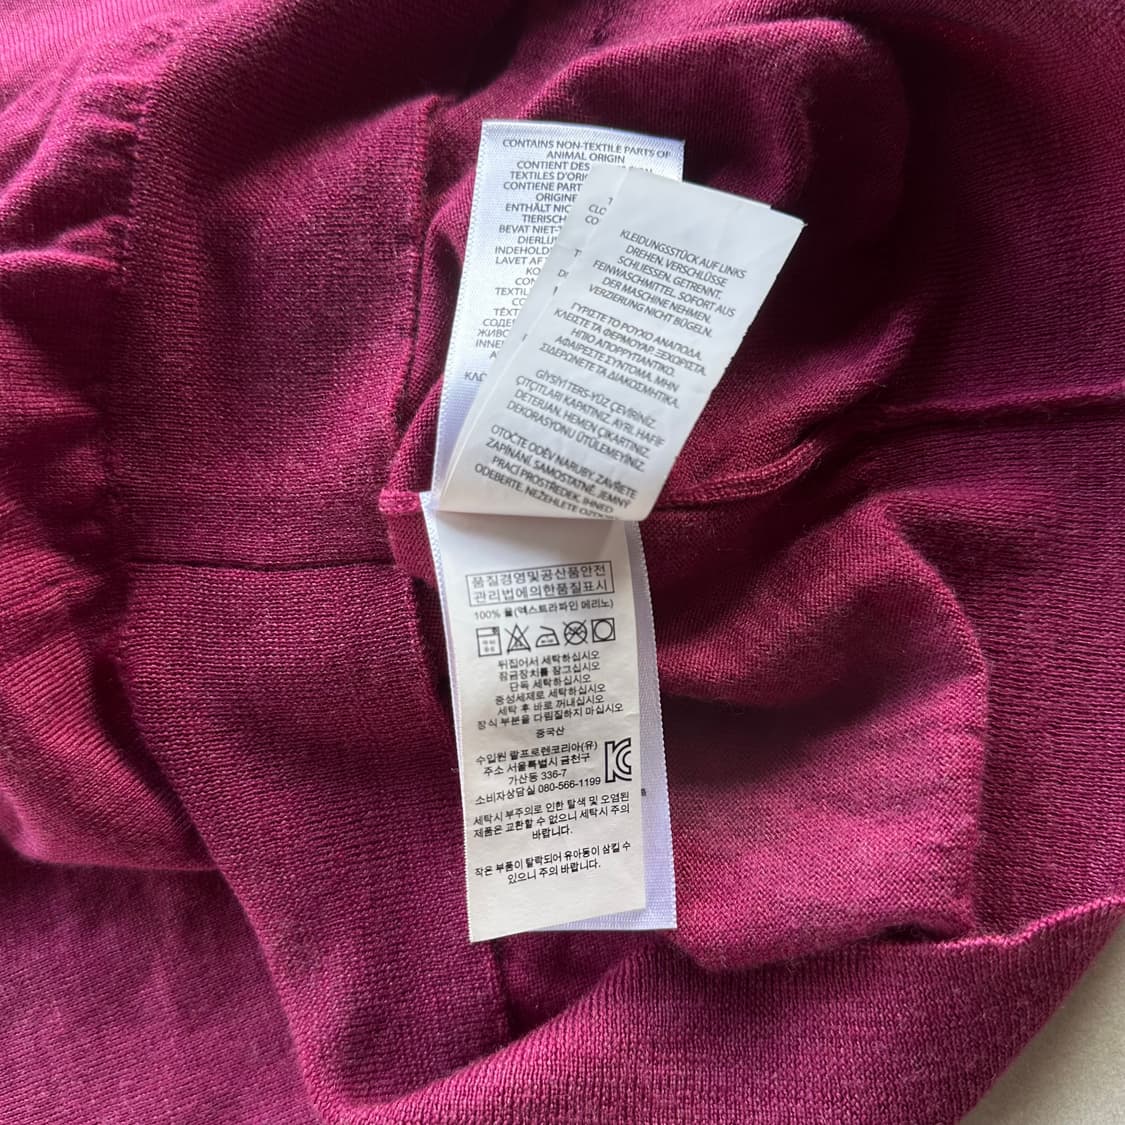 CONTAINS NON-TEXTILE PARTS OF
ANIMAL ORIGIN
CONTIENT DES
TEXTILES D'ORI
CONTIENE PART
ORIGINE
ENTHÄLT NIC
TIERISCH
BEVAT NIET-T
DIERLIJ
INDEHOLD
LAVET AF
KO
CON
TEXTIL
CO
TÊXT
СОДЕ
ЖИВО
INNE
KLEIDUNGSSTÜCK AUF LINKS
DREHEN. VERSCHLÜSSE
SCHLIESSEN. GETRENNT.
FEINWASCHMITTEL. SOFORT AUS
DER MASCHINE NEHMEN.
VERZIERUNG NICHT BÜGELN.
ΓΥΡΙΣΤΕ ΤΟ ΡΟΥΧΟ ΑΝΑΠΟΔΑ.
ΚΛΕΙΣΤΕ ΤΑ ΦΕΡΜΟΥΑΡ. ΞΕΧΩΡΙΣΤΑ.
ΗΠΙΟ ΑΠΟΡΡΥΠΑΝΤΙΚΟ.
ΑΦΑΙΡΕΣΤΕ ΣΥΝΤΟΜΑ. ΜΗΝ
ΣΙΔΕΡΩΝΕΤΕ ΤΑ ΔΙΑΚΟΣΜΗΤΙΚΑ.
GİYSİYİ TERS-YÜZ ÇEVİRİNİZ.
ÇITÇITLARI KAPATINIZ. AYRI. HAFİF
DETERJAN. HEMEN ÇIKARTINIZ.
DEKORASYONU ÜTÜLEMEYİNİZ.
OTOČTE ODĚV NARUBY. ZAVŘETE
ZAPÍNÁNÍ. SAMOSTATNĚ. JEMNÝ
PRACÍ PROSTŘEDEK. IHNED
ODEBERTE. NEŽEHLETE OZDO
품질경영및공산품안전
관리법에의한품질표시
100% 울(엑스트라파인 메리노)
뒤집어서 세탁하십시오
잠금장치를 잠그십시오
단독 세탁하십시오
중성세제로 세탁하십시오
세탁 후 바로 꺼내십시오
장식 부분을 다림질하지 마십시오
중국산
수입원 랄프로렌코리아(유)
주소 서울특별시 금천구
가산동 336-7
소비자상담실 080-566-1199
세탁시 부주의로 인한 탈색 및 오염된
제품은 교환할 수 없으니 세탁시 주의
바랍니다.
작은 부품이 탈락되어 유아동이 삼킬 수
있으니 주의 바랍니다.